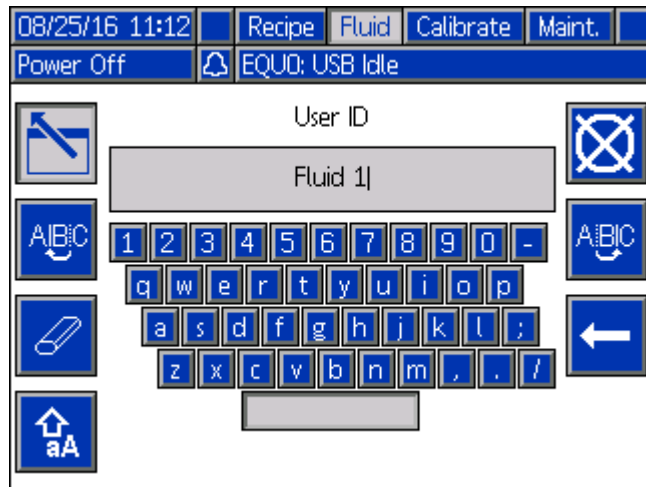 08/25/16 11:12 Recipe Fluid Calibrate Maint.
Power Off EQU0: USB Idle
User ID
Fluid 1
ABC 1 2 3 4 5 6 7 8 9 0 - ABC
q w e r t y u i o p
a s d f g h j k l ;
z x c v b n m , . /
aA